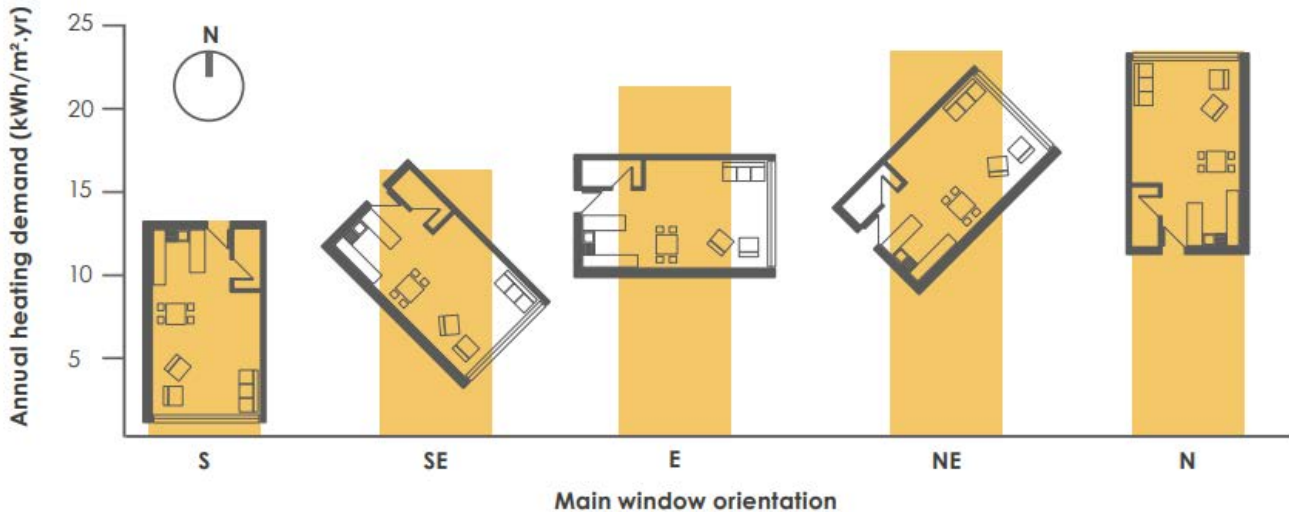 Annual heating demand (kWh/m².yr)
25
20
15
10
5
N
S SE E NE N
Main window orientation